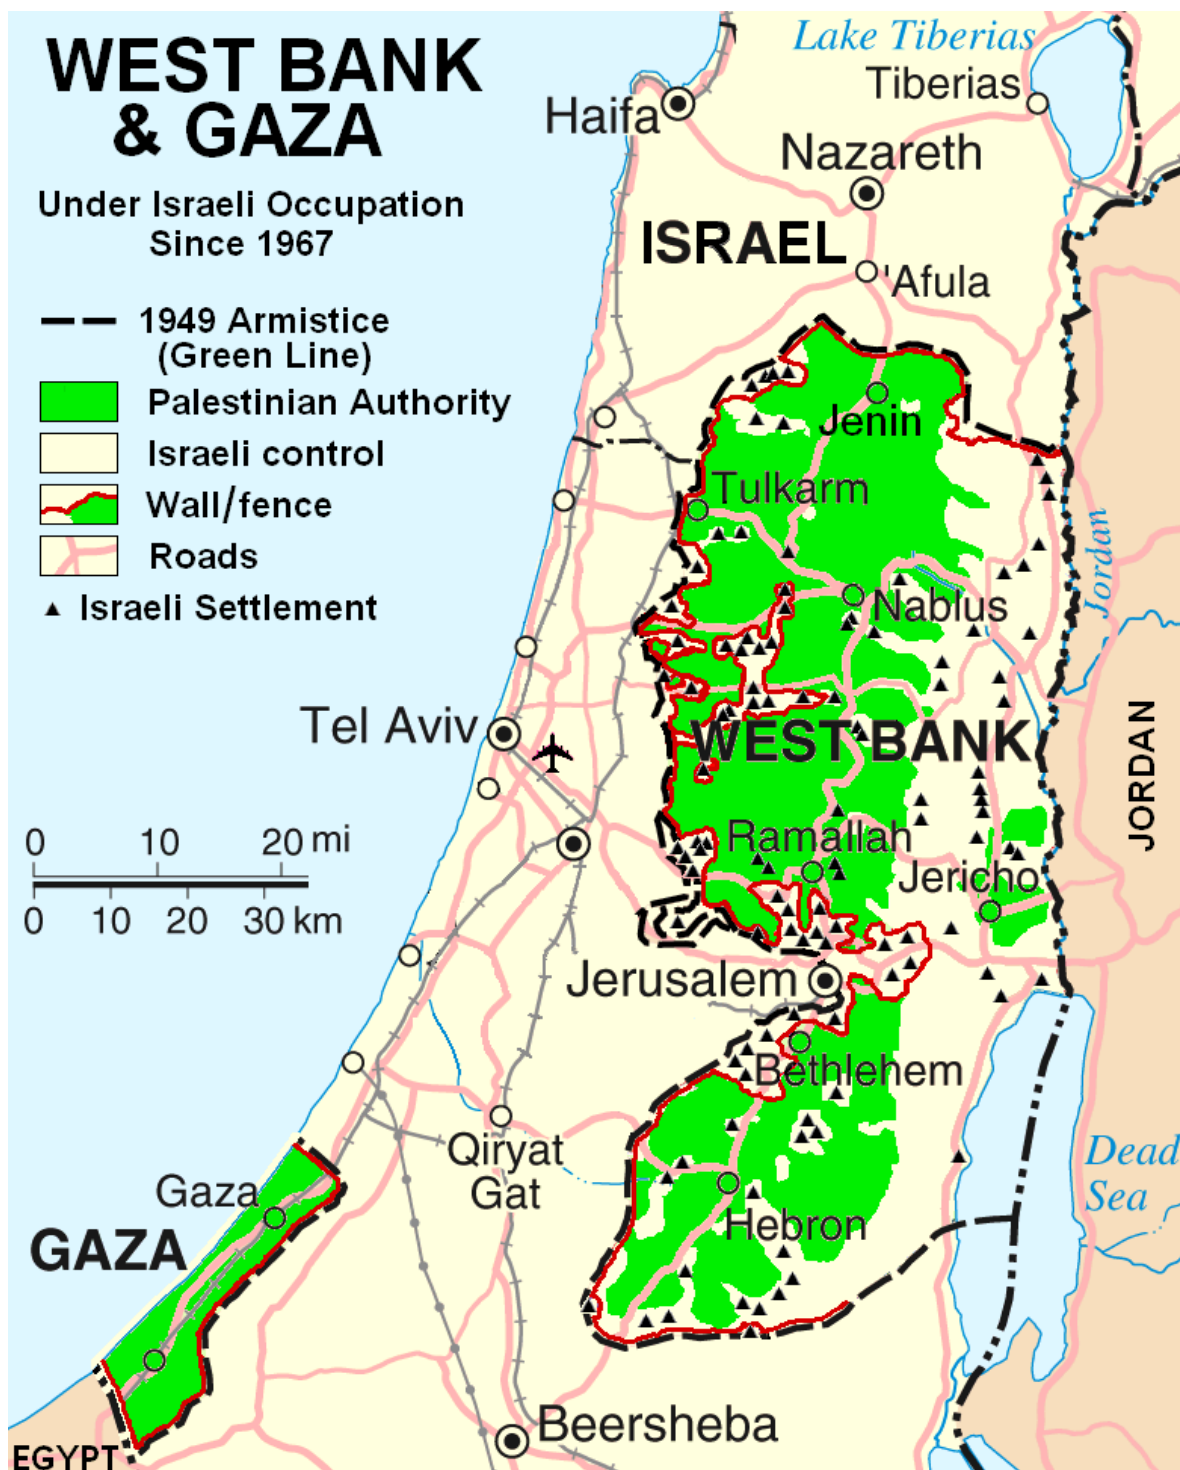 WEST BANK
& GAZA
Under Israeli Occupation
Since 1967
1949 Armistice
(Green Line)
Palestinian Authority
Israeli control
Wall/fence
Roads
Israeli Settlement
Lake Tiberias
Tiberias
Haifa
Nazareth
ISRAEL
'Afula
Jenin
Tulkarm
Jordan
Nablus
Tel Aviv
WEST BANK
JORDAN
0 10 20 mi
0 10 20 30 km
Ramallah
Jericho
Jerusalem
Bethlehem
Qiryat
Gat
Dead
Sea
Gaza
GAZA
Hebron
Beersheba
EGYPT